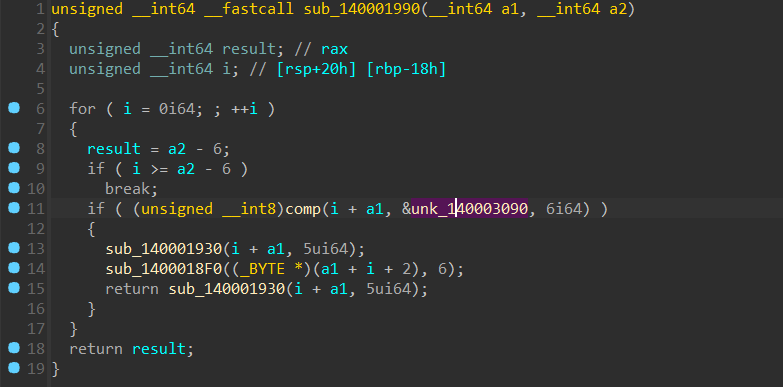 1 unsigned __int64 __fastcall sub_140001990(__int64 a1, __int64 a2)
2 {
3 unsigned __int64 result; // rax
4 unsigned __int64 i; // [rsp+20h] [rbp-18h]
5
6 for ( i = 0i64; ; ++i )
7 {
8 result = a2 - 6;
9 if ( i >= a2 - 6 )
10 break;
11 if ( (unsigned __int8)comp(i + a1, &unk_140003090, 6i64) )
12 {
13 sub_140001930(i + a1, 5ui64);
14 sub_1400018F0((_BYTE *)(a1 + i + 2), 6);
15 return sub_140001930(i + a1, 5ui64);
16 }
17 }
18 return result;
19 }